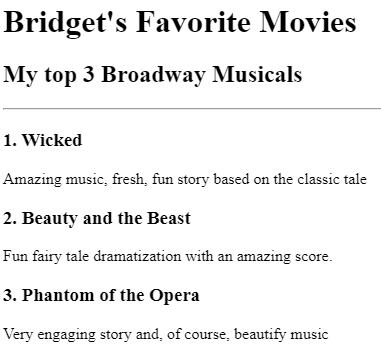 Bridget's Favorite Movies
My top 3 Broadway Musicals
1. Wicked
Amazing music, fresh, fun story based on the classic tale
2. Beauty and the Beast
Fun fairy tale dramatization with an amazing score.
3. Phantom of the Opera
Very engaging story and, of course, beautify music